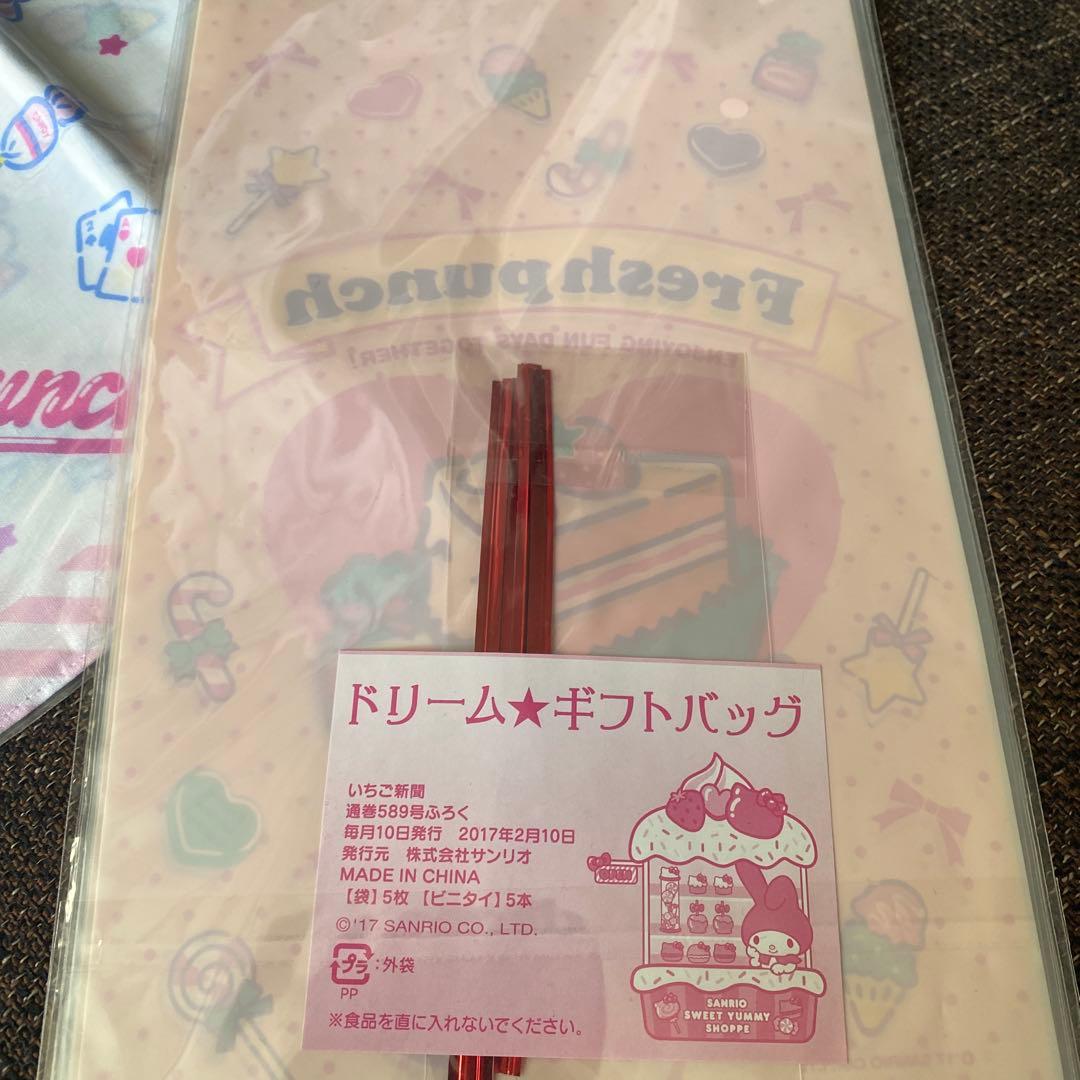 Freshpunch
ENJOYING FUN DAYS TOGETHER!
unc
ドリーム★ギフトバッグ
いちご新聞
通巻589号ふろく
毎月10日発行 2017年2月10日
発行元 株式会社サンリオ
MADE IN CHINA
【袋】5枚 【ビニタイ】5本
©'17 SANRIO CO., LTD.
プラ:外袋
PP
※食品を直に入れないでください。
SANRIO
SWEET YUMMY
SHOPPE